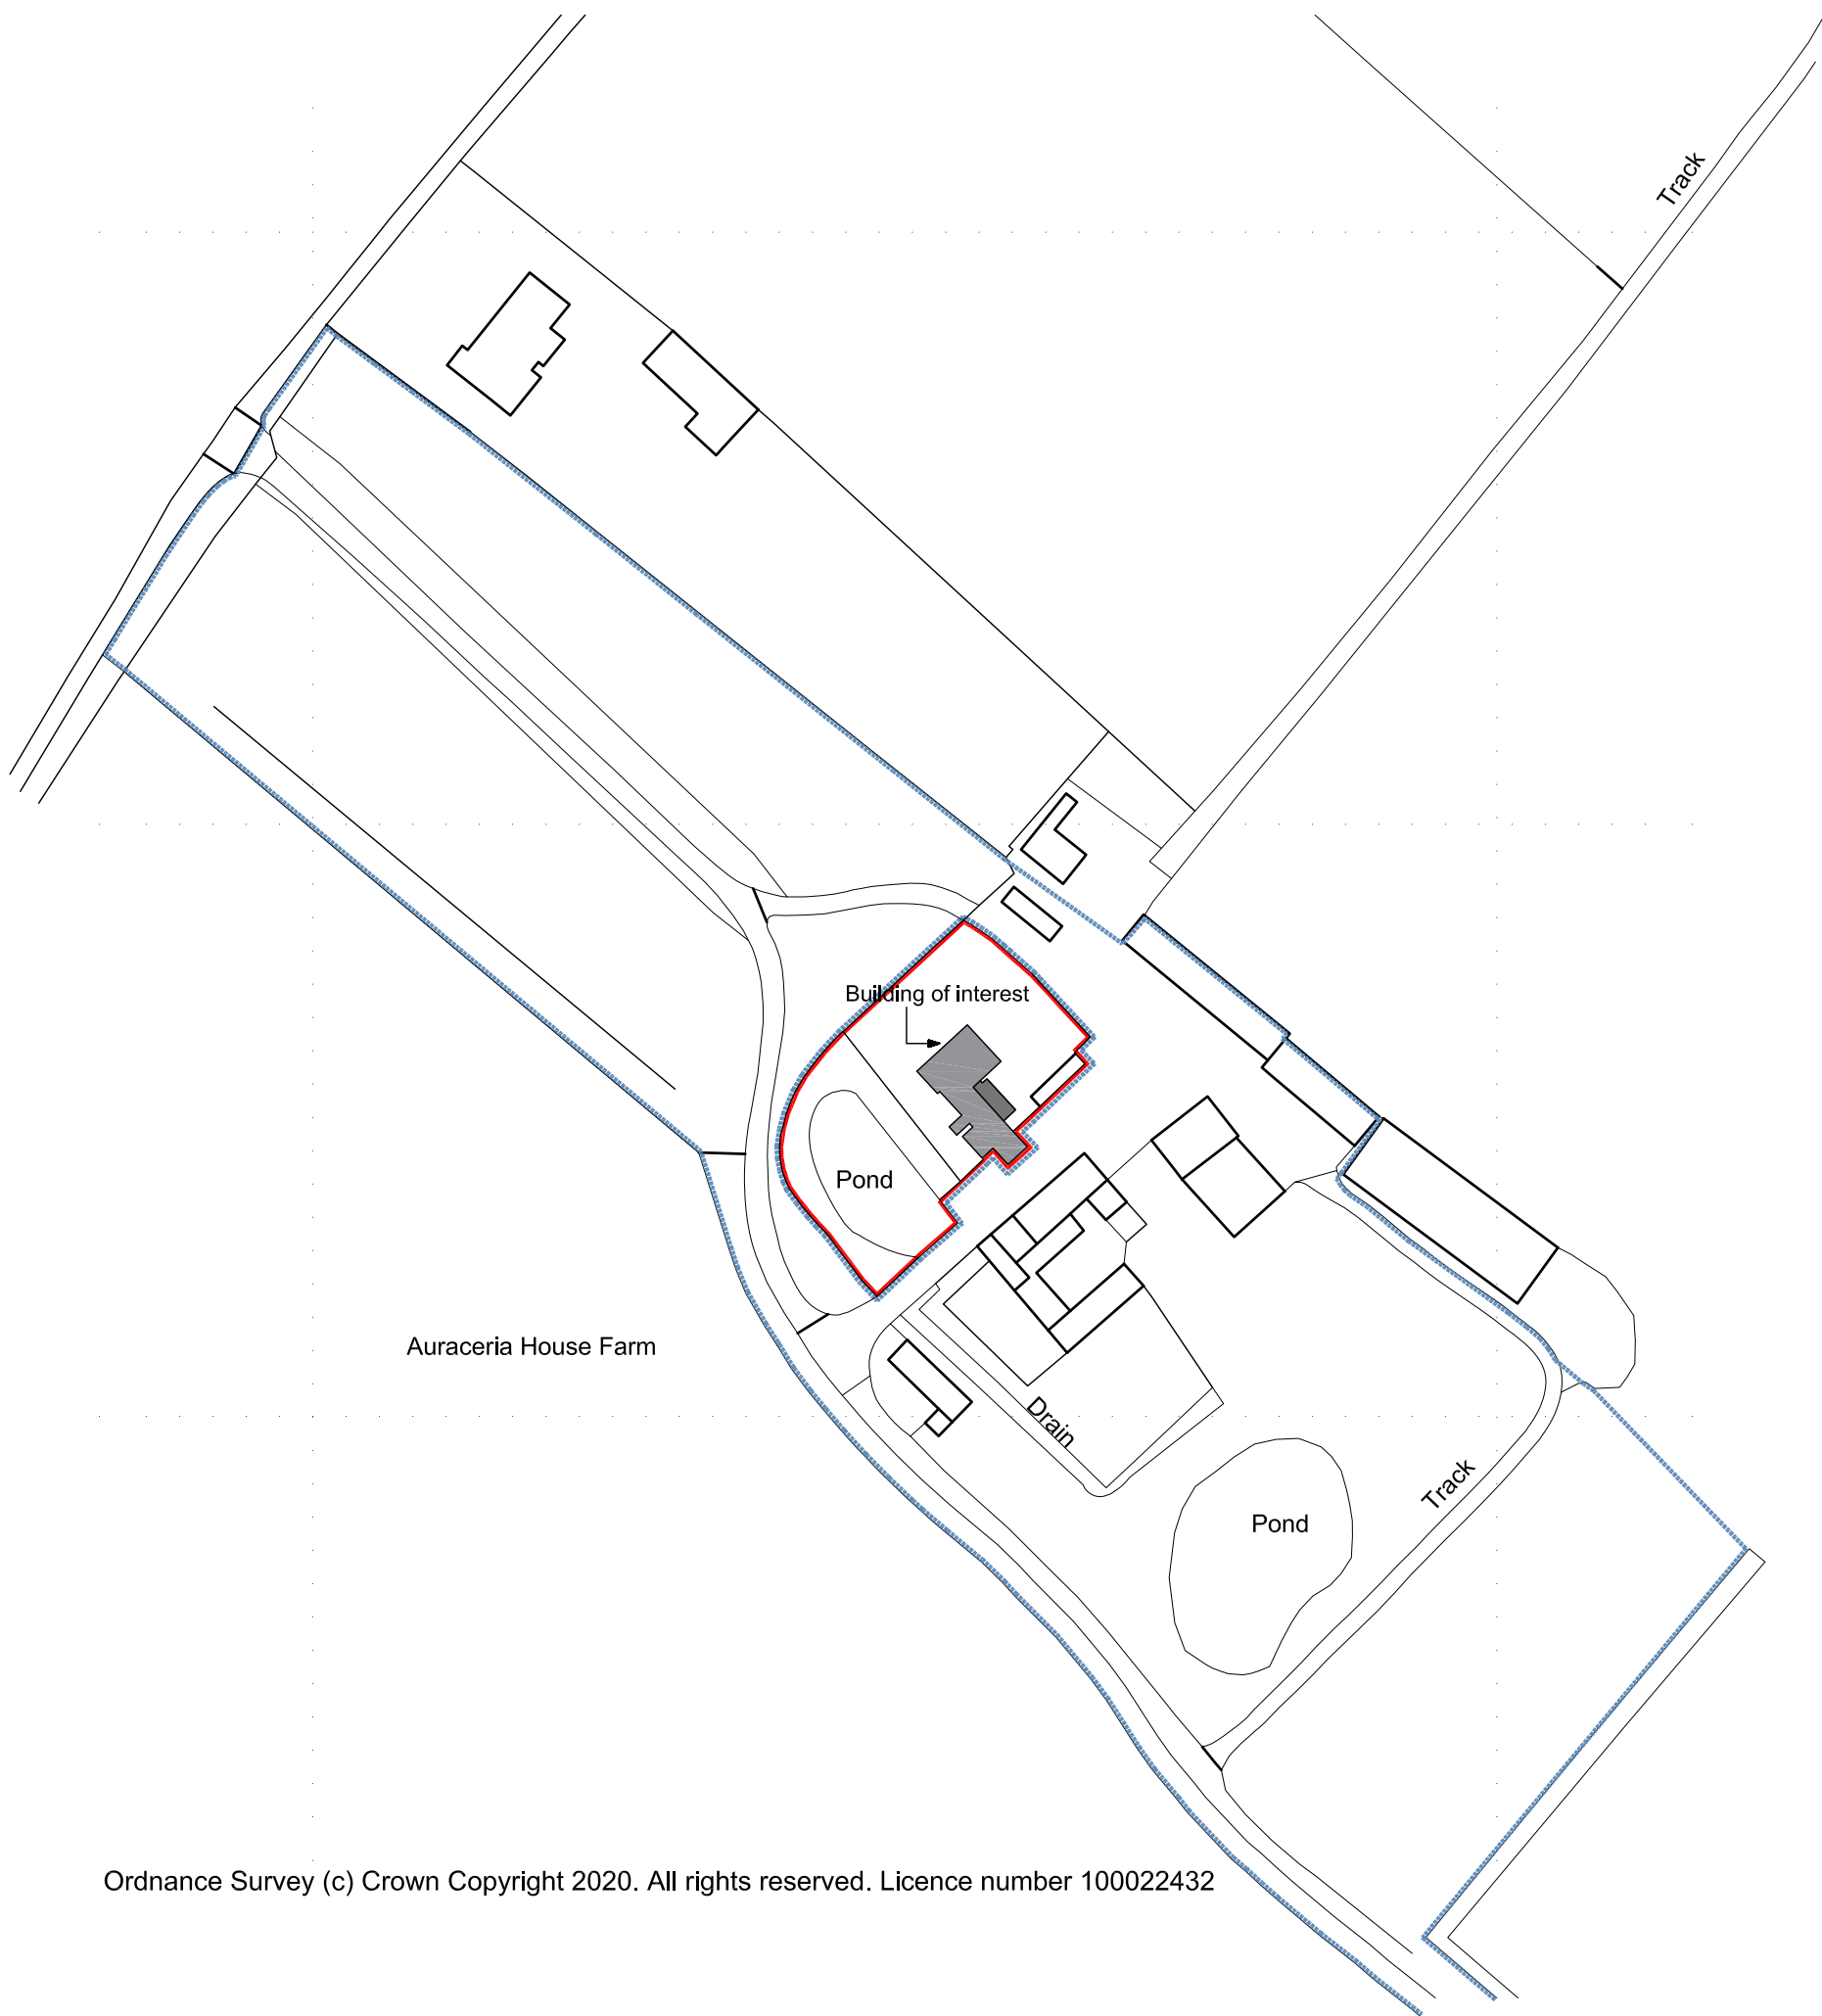 Track
Building of interest
Pond
Auraceria House Farm
Drain
Track
Pond
Ordnance Survey (c) Crown Copyright 2020. All rights reserved. Licence number 100022432